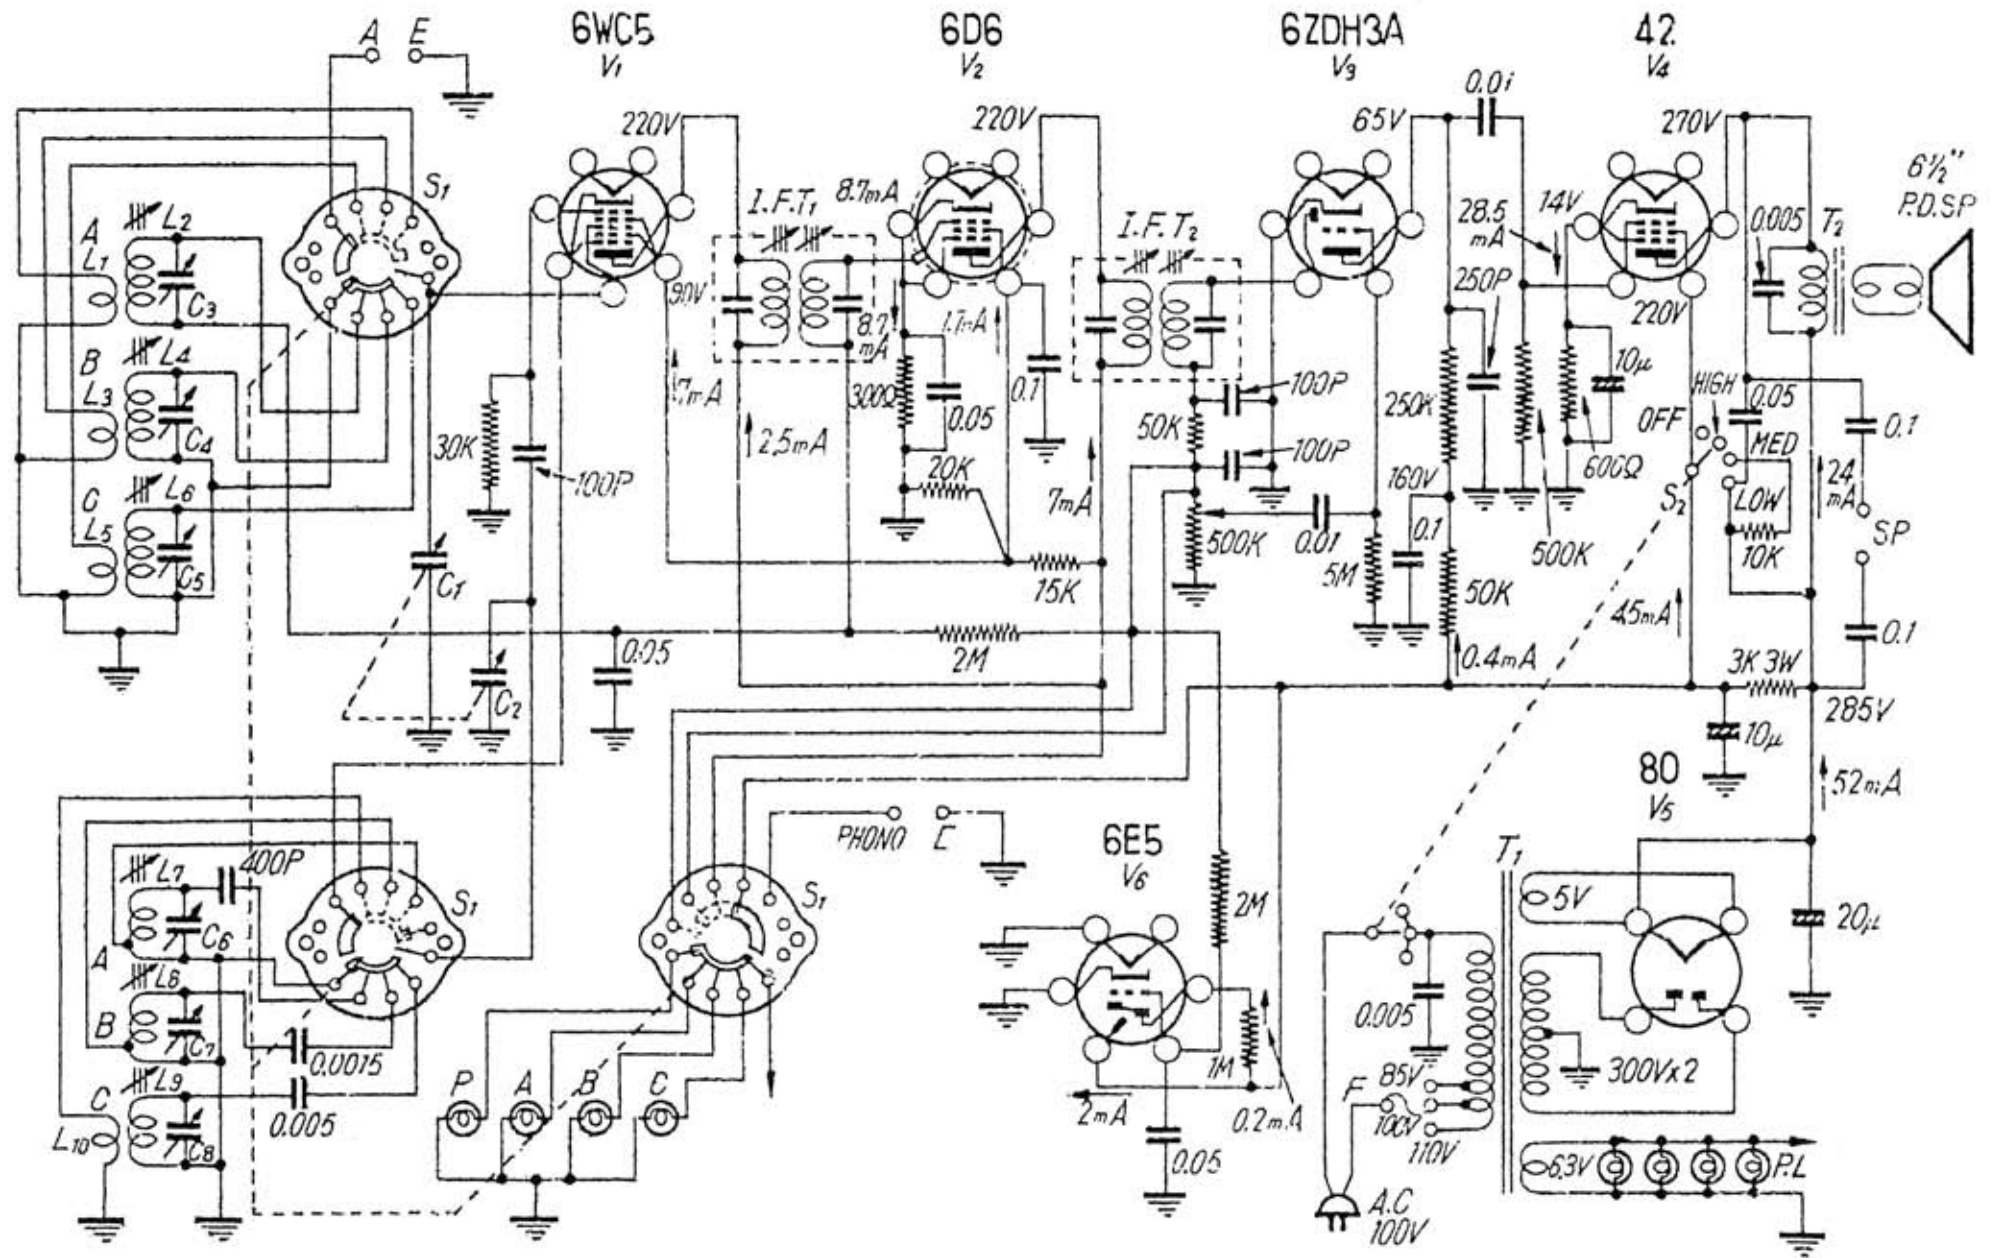 A E
6WC5
V1
6D6
V2
6ZDH3A
V3
42
V4
220V
220V
65V
0.01
270V
6½"
P.D.SP
S1
A
L1
L2
C3
B
L3
L4
C4
C
L5
L6
C5
I.F.T1
8.7mA
I.F.T2
28.5
mA
14V
250P
0.005
T2
90V
8.7
mA
1.7mA
220V
10μ
HIGH
0.05
OFF
MED
0.1
30K
100P
7mA
2.5mA
300Ω
0.05
0.1
20K
50K
100P
100P
250K
160V
600Ω
S2
LOW
10K
24
mA
SP
7mA
500K
0.01
5M
0.1
50K
500K
15K
C1
C2
0.05
2M
0.4mA
45mA
3K 3W
0.1
285V
10μ
80
V5
52mA
PHONO E
6E5
V6
400P
L7
C6
A
S1
S1
L8
B
C7
0.0015
L9
C
C8
0.005
L10
P A B C
2M
1M
2mA
0.2mA
0.05
T1
5V
20μ
0.005
85V
F
100V
110V
300V×2
6.3V
P.L
A.C
100V